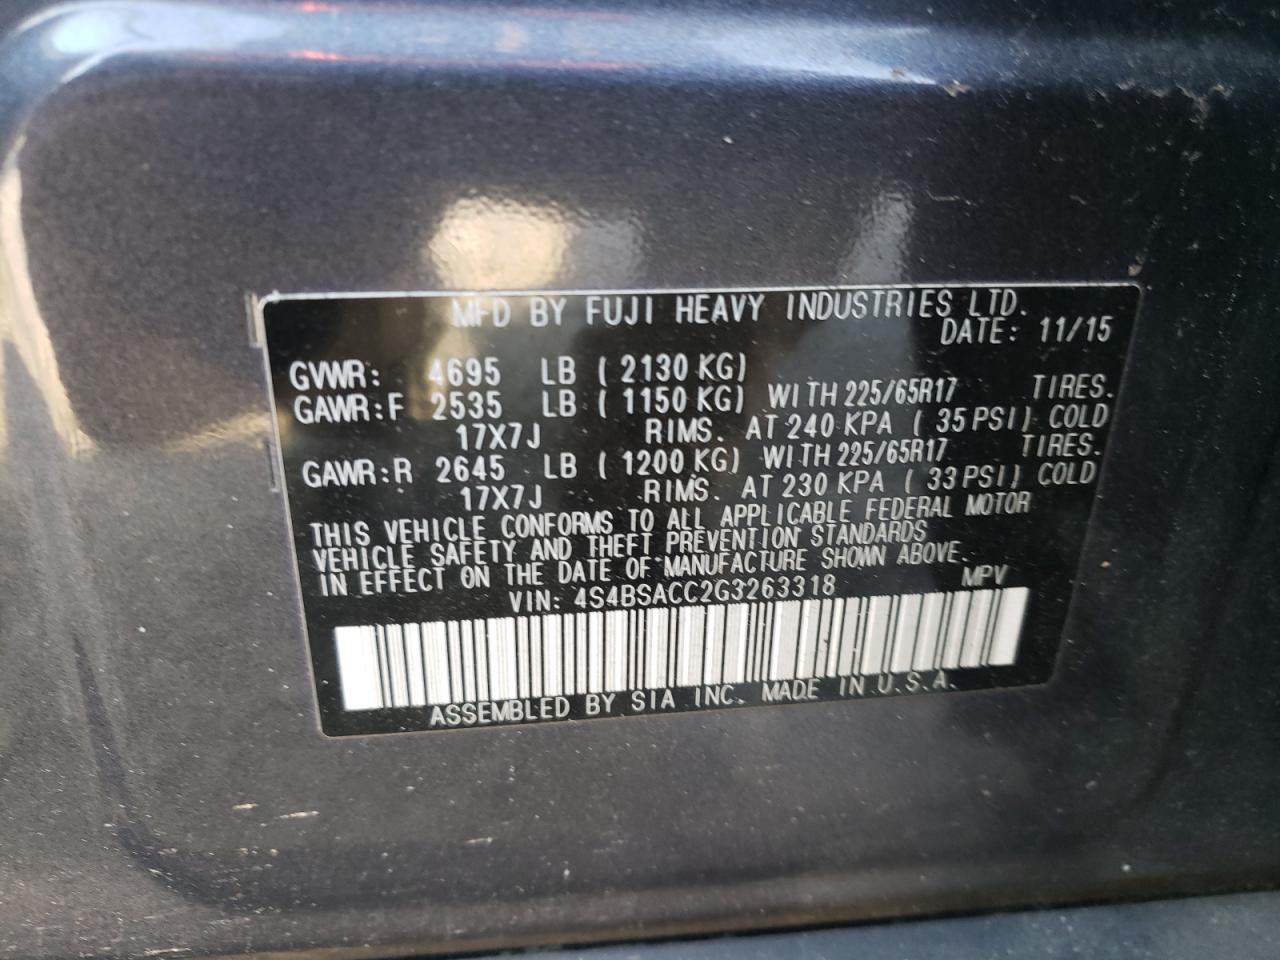 MFD BY FUJI HEAVY INDUSTRIES LTD.
DATE: 11/15
GVWR: 4695 LB ( 2130 KG)
GAWR:F 2535 LB ( 1150 KG) WITH 225/65R17 TIRES.
17X7J RIMS. AT 240 KPA ( 35 PSI) COLD
GAWR:R 2645 LB ( 1200 KG) WITH 225/65R17 TIRES.
17X7J RIMS. AT 230 KPA ( 33 PSI) COLD
THIS VEHICLE CONFORMS TO ALL APPLICABLE FEDERAL MOTOR
VEHICLE SAFETY AND THEFT PREVENTION STANDARDS
IN EFFECT ON THE DATE OF MANUFACTURE SHOWN ABOVE.
VIN: 4S4BSACC2G3263318 MPV
ASSEMBLED BY SIA INC. MADE IN U.S.A.